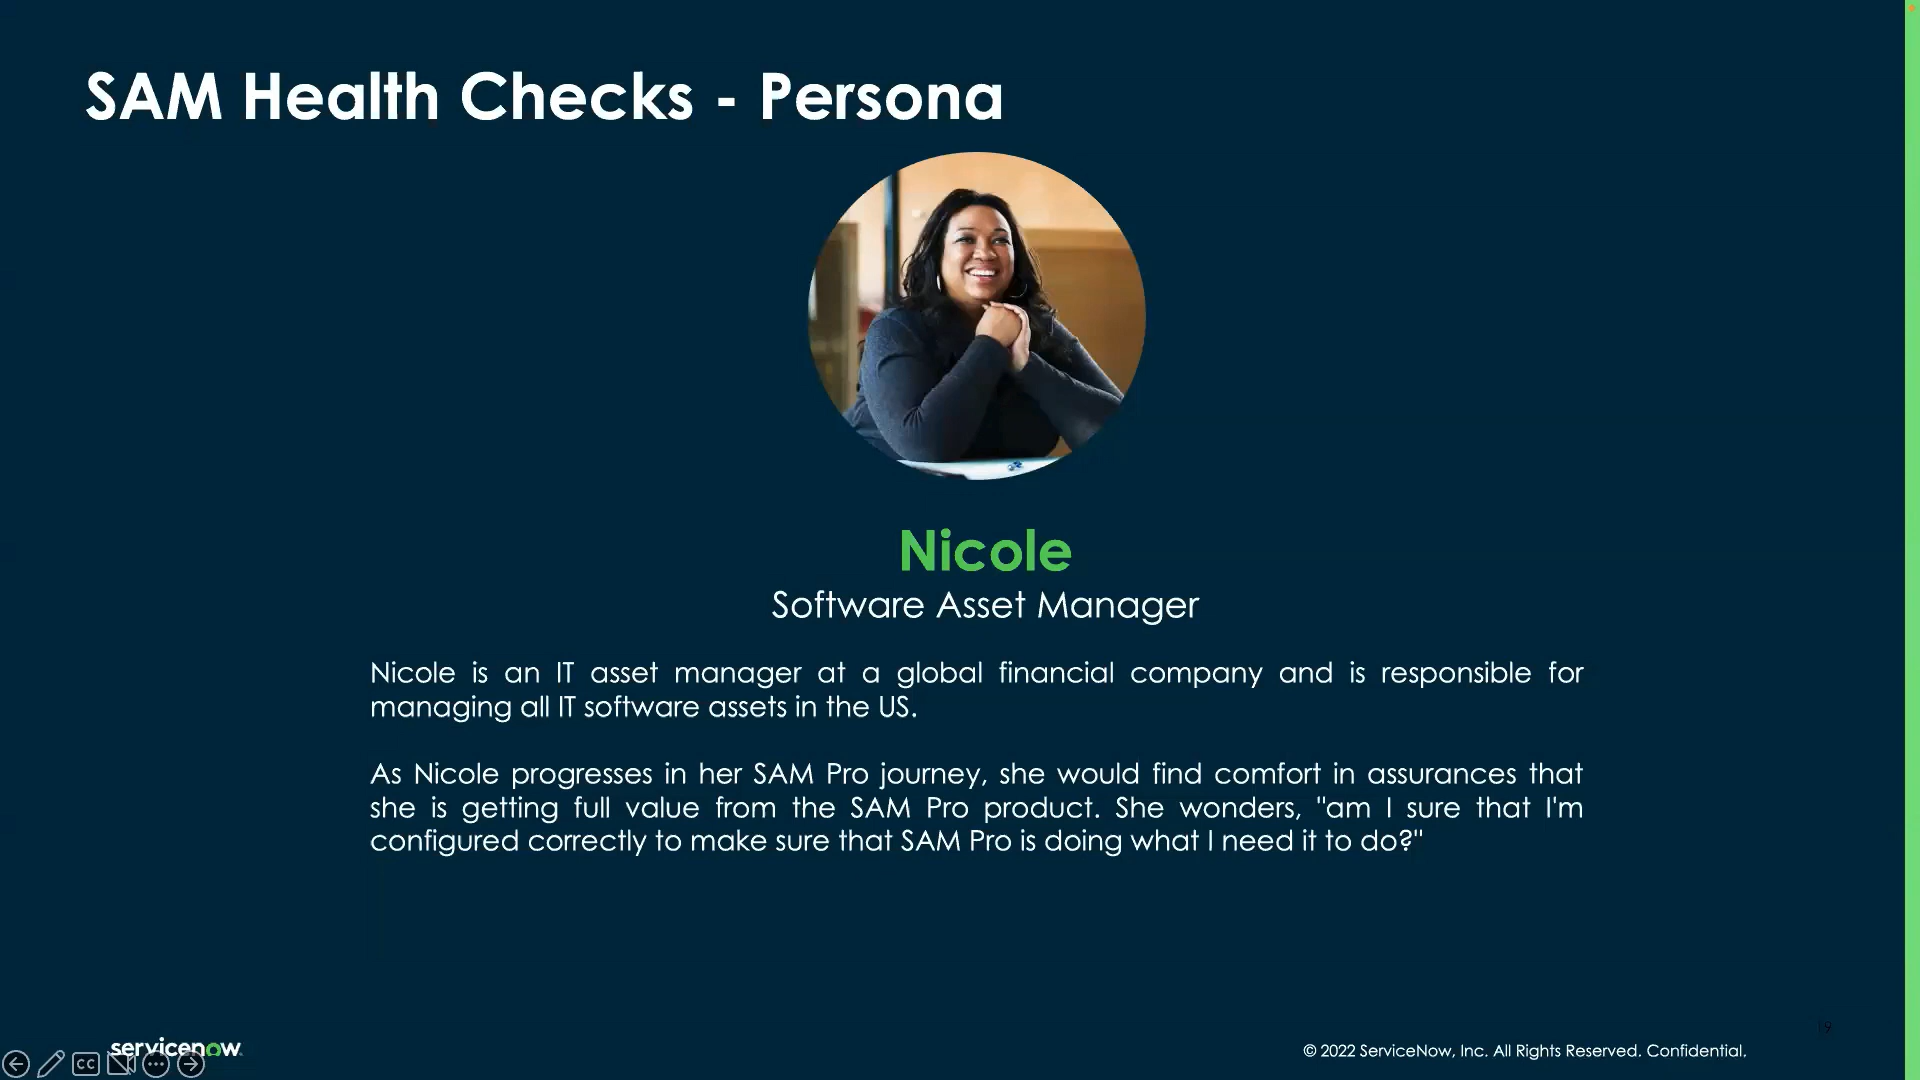 SAM Health Checks - Persona
Nicole
Software Asset Manager
Nicole is an IT asset manager at a global financial company and is responsible for
managing all IT software assets in the US.
As Nicole progresses in her SAM Pro journey, she would find comfort in assurances that
she is getting full value from the SAM Pro product. She wonders, "am I sure that I'm
configured correctly to make sure that SAM Pro is doing what I need it to do?"
19
servicenow
CC
© 2022 ServiceNow, Inc. All Rights Reserved. Confidential.